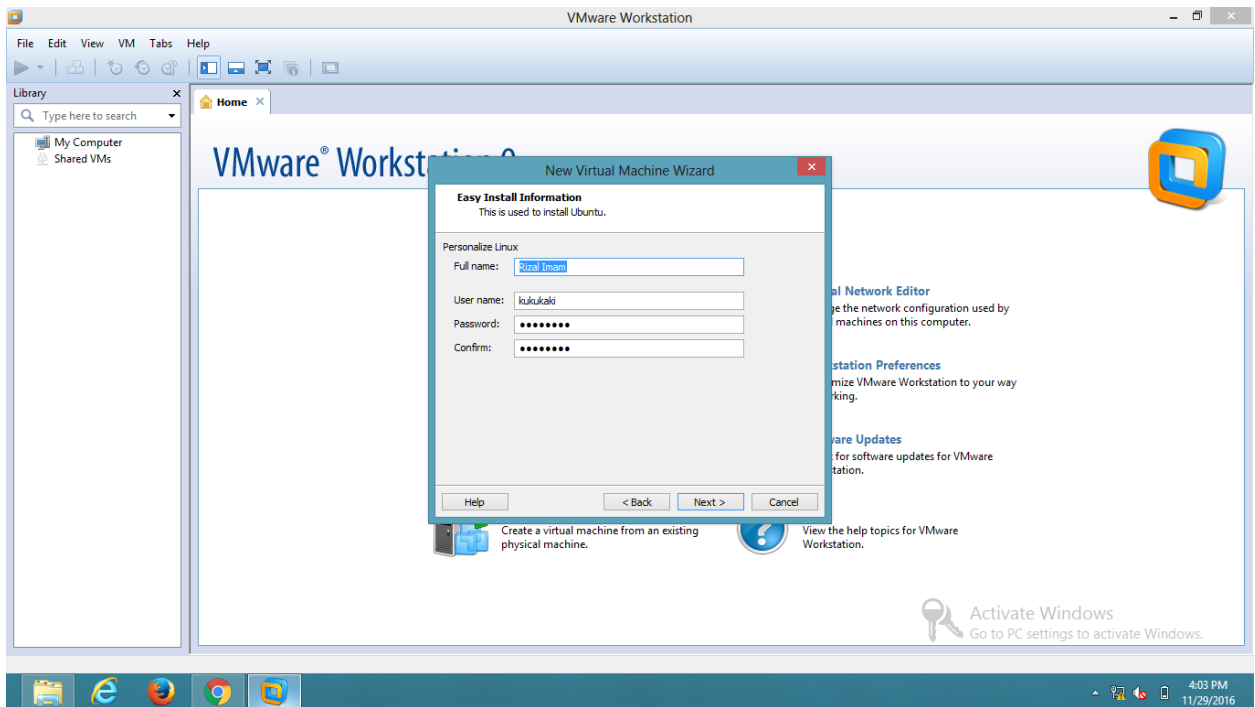 VMware Workstation
File Edit View VM Tabs Help
Library
Type here to search
My Computer
Shared VMs
Home
VMware® Workst
New Virtual Machine Wizard
Easy Install Information
This is used to install Ubuntu.
Personalize Linux
Full name: Rizal Imam
User name: kukukaki
Password: ••••••••
Confirm: ••••••••
Help < Back Next > Cancel
al Network Editor
ge the network configuration used by
machines on this computer.
station Preferences
mize VMware Workstation to your way
rking.
ware Updates
for software updates for VMware
tation.
Create a virtual machine from an existing
physical machine.
View the help topics for VMware
Workstation.
Activate Windows
Go to PC settings to activate Windows.
4:03 PM
11/29/2016